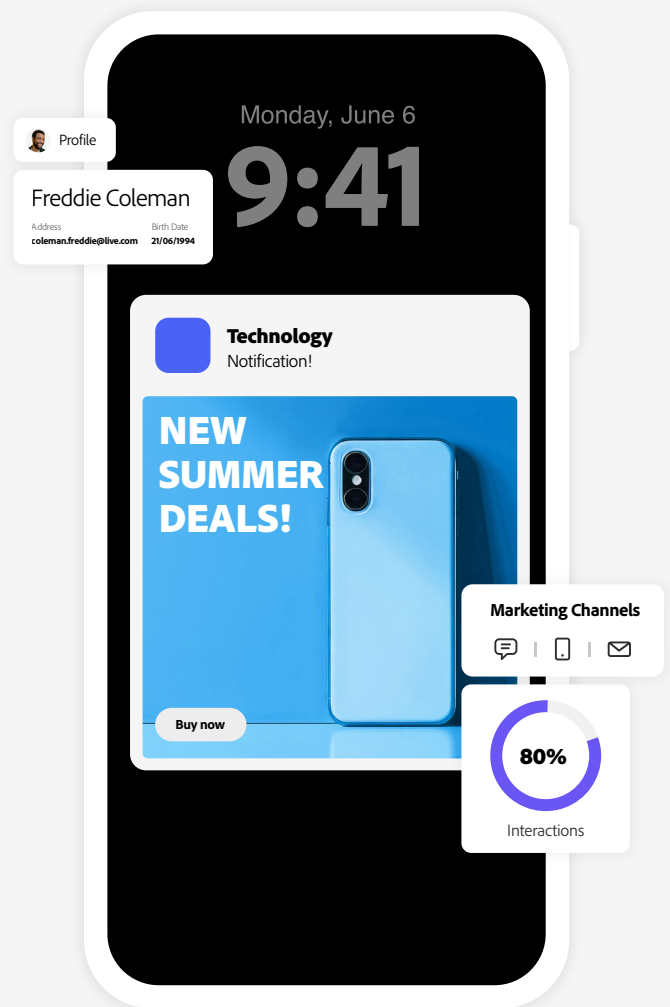 Monday, June 6
9:41
Profile
Freddie Coleman
Address Birth Date
coleman.freddie@live.com 21/06/1994
Technology
Notification!
NEW
SUMMER
DEALS!
Buy now
Marketing Channels
80%
Interactions